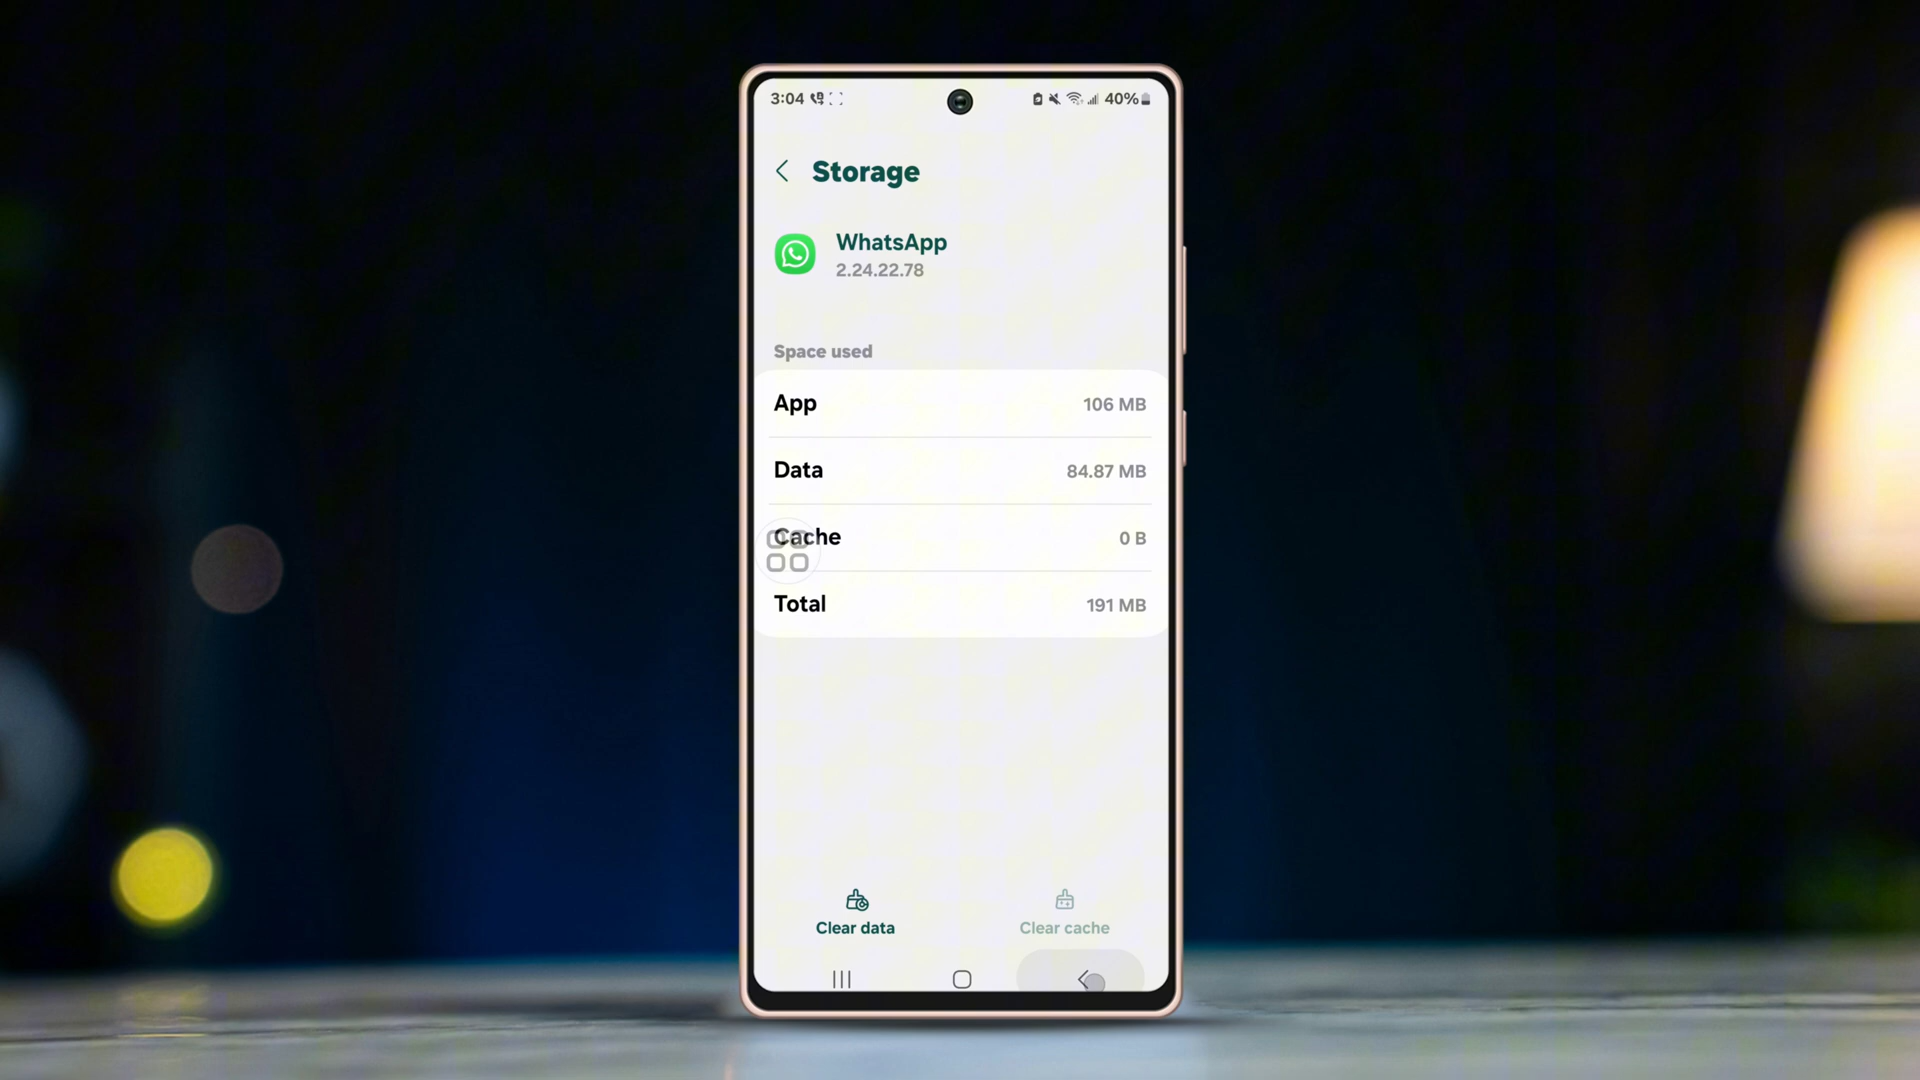 3:04
40%
Storage
WhatsApp
2.24.22.78
Space used
App 106 MB
Data 84.87 MB
Cache 0 B
Total 191 MB
Clear data Clear cache